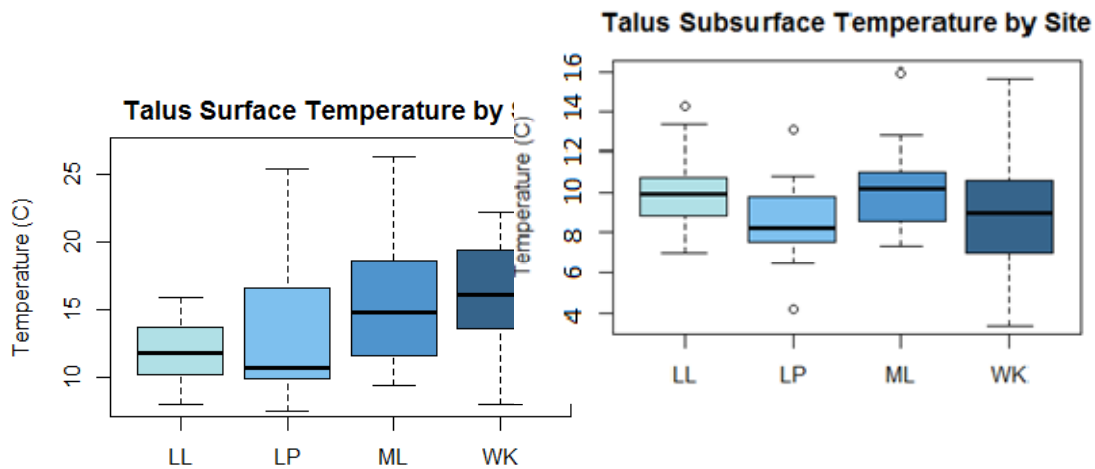 Talus Surface Temperature by
Temperature (C)
25
20
15
10
LL LP ML WK
Talus Subsurface Temperature by Site
Temperature (C)
16
14
12
10
8
6
4
LL LP ML WK